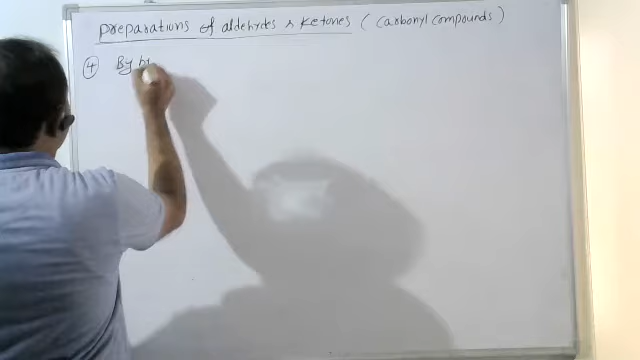 Preparations of aldehydes & Ketones ( Carbonyl compounds )
④ By